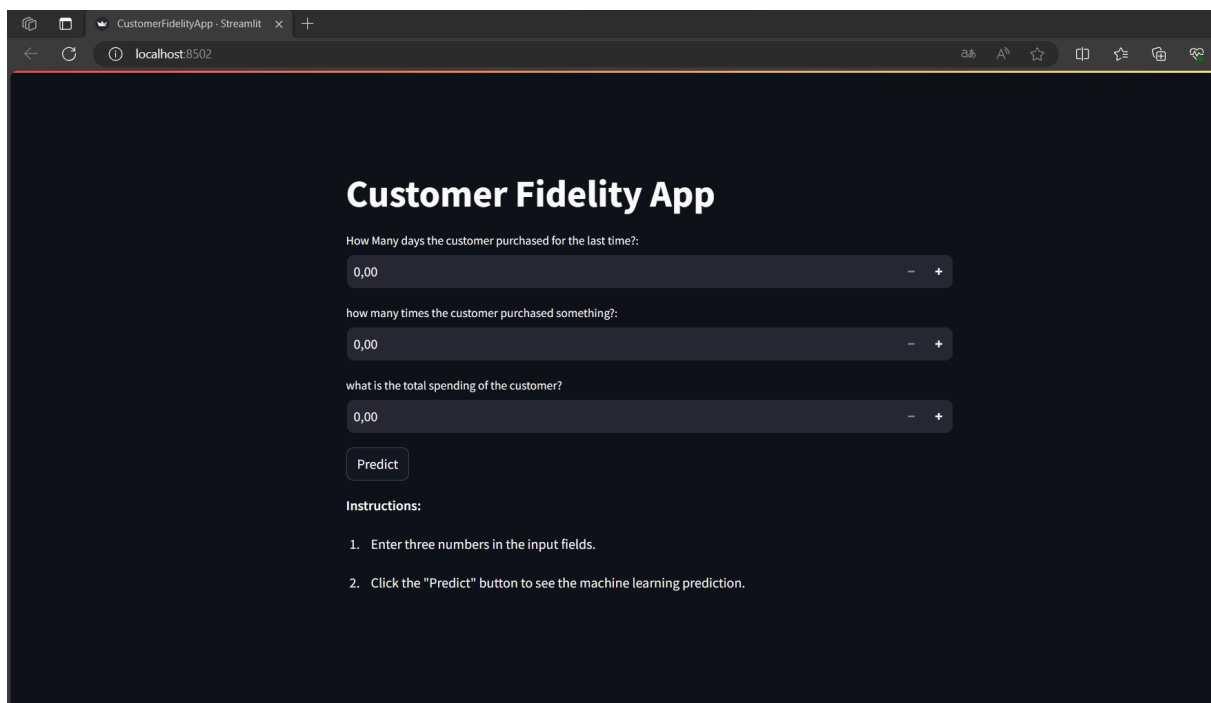 CustomerFidelityApp · Streamlit
localhost:8502
Customer Fidelity App
How Many days the customer purchased for the last time?:
0,00
how many times the customer purchased something?:
0,00
what is the total spending of the customer?
0,00
Predict
Instructions:
1. Enter three numbers in the input fields.
2. Click the "Predict" button to see the machine learning prediction.